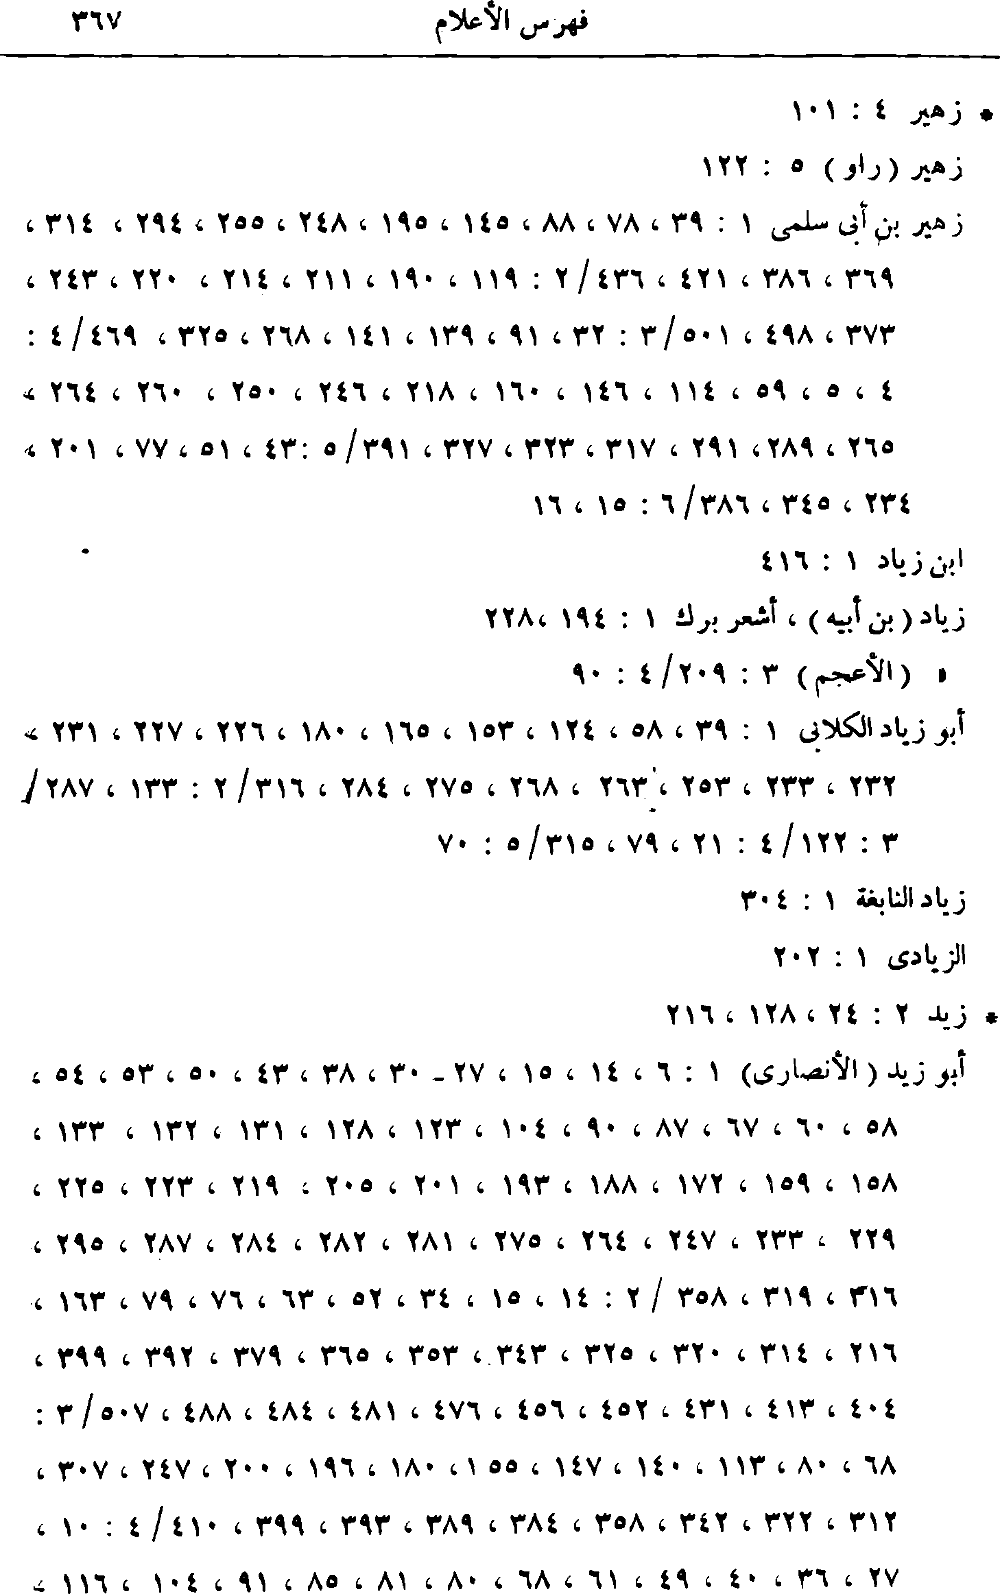 فهرس الأعلام ٣٦٧
* زهير ٤ : ١٠١
زهير ( راو ) ٥ : ١٢٢
زهير بن أبى سلمى ١ : ٣٩ ، ٧٨ ، ٨٨ ، ١٤٥ ، ١٩٥ ، ٢٤٨ ، ٢٥٥ ، ٢٩٤ ، ٣١٤ ،
٣٦٩ ، ٣٨٦ ، ٤٢١ ، ٤٣٦/ ٢ : ١١٩ ، ١٩٠ ، ٢١١ ، ٢١٤ ، ٢٢٠ ، ٢٤٣ ،
٣٧٣ ، ٤٩٨ ، ٥٠١/ ٣ : ٣٢ ، ٩١ ، ١٣٩ ، ١٤١ ، ٢٦٨ ، ٣٢٥ ، ٤٦٩/ ٤ :
٤ ، ٥ ، ٥٩ ، ١١٤ ، ١٤٦ ، ١٦٠ ، ٢١٨ ، ٢٤٦ ، ٢٥٠ ، ٢٦٠ ، ٢٦٤ ،
٢٦٥ ، ٢٨٩، ٢٩١ ، ٣١٧ ، ٣٢٣ ، ٣٢٧ ، ٣٩١/ ٥ : ٤٣ ، ٥١ ، ٧٧ ، ٢٠١ ،
٢٣٤ ، ٣٤٥ ، ٣٨٦/ ٦ : ١٥ ، ١٦
ابن زياد ١ : ٤١٦
زياد ( بن أبيه ) ، أشعر برك ١ : ١٩٤ ، ٢٢٨
» ( الأعجم ) ٣ : ٢٠٩/ ٤ : ٩٠
أبو زياد الكلابى ١ : ٣٩ ، ٥٨ ، ١٢٤ ، ١٥٣ ، ١٦٥ ، ١٨٠ ، ٢٢٦ ، ٢٢٧ ، ٢٣١ ،
٢٣٢ ، ٢٣٣ ، ٢٥٣ ، ٢٦٣ ، ٢٦٨ ، ٢٧٥ ، ٢٨٤ ، ٣١٦/ ٢ : ١٣٣ ، ٢٨٧/
٣ : ١٢٢/ ٤ : ٢١ ، ٧٩ ، ٣١٥/ ٥ : ٧٠
زياد النابغة ١ : ٣٠٤
الزيادى ١ : ٢٠٢
* زيد ٢ : ٢٤ ، ١٢٨ ، ٢١٦
أبو زيد ( الأنصارى ) ١ : ٦ ، ١٤ ، ١٥ ، ٢٧ ـ ٣٠ ، ٣٨ ، ٤٣ ، ٥٠ ، ٥٣ ، ٥٤ ،
٥٨ ، ٦٠ ، ٦٧ ، ٨٧ ، ٩٠ ، ١٠٤ ، ١٢٣ ، ١٢٨ ، ١٣١ ، ١٣٢ ، ١٣٣ ،
١٥٨ ، ١٥٩ ، ١٧٢ ، ١٨٨ ، ١٩٣ ، ٢٠١ ، ٢٠٥ ، ٢١٩ ، ٢٢٣ ، ٢٢٥ ،
٢٢٩ ، ٢٣٣ ، ٢٤٧ ، ٢٦٤ ، ٢٧٥ ، ٢٨١ ، ٢٨٢ ، ٢٨٤ ، ٢٨٧ ، ٢٩٥ ،
٣١٦ ، ٣١٩ ، ٣٥٨ / ٢ : ١٤ ، ١٥ ، ٣٤ ، ٥٢ ، ٦٣ ، ٧٦ ، ٧٩ ، ١٦٣ ،
٢١٦ ، ٣١٤ ، ٣٢٠ ، ٣٢٥ ، ٣٤٣ ، ٣٥٣ ، ٣٦٥ ، ٣٧٩ ، ٣٩٢ ، ٣٩٩ ،
٤٠٤ ، ٤١٣ ، ٤٣١ ، ٤٥٢ ، ٤٥٦ ، ٤٧٦ ، ٤٨١ ، ٤٨٤ ، ٤٨٨ ، ٥٠٧/ ٣ :
٦٨ ، ٨٠ ، ١١٣ ، ١٤٠ ، ١٤٧ ، ١٥٥ ، ١٨٠ ، ١٩٦ ، ٢٠٠ ، ٢٤٧ ، ٣٠٧ ،
٣١٢ ، ٣٢٢ ، ٣٤٢ ، ٣٥٨ ، ٣٨٤ ، ٣٨٩ ، ٣٩٣ ، ٣٩٩ ، ٤١٠/ ٤ : ١٠ ،
٢٧ ، ٣٦ ، ٤٠ ، ٤٩ ، ٦١ ، ٦٨ ، ٨٠ ، ٨١ ، ٨٥ ، ٩١ ، ١٠٤ ، ١١٦ ،